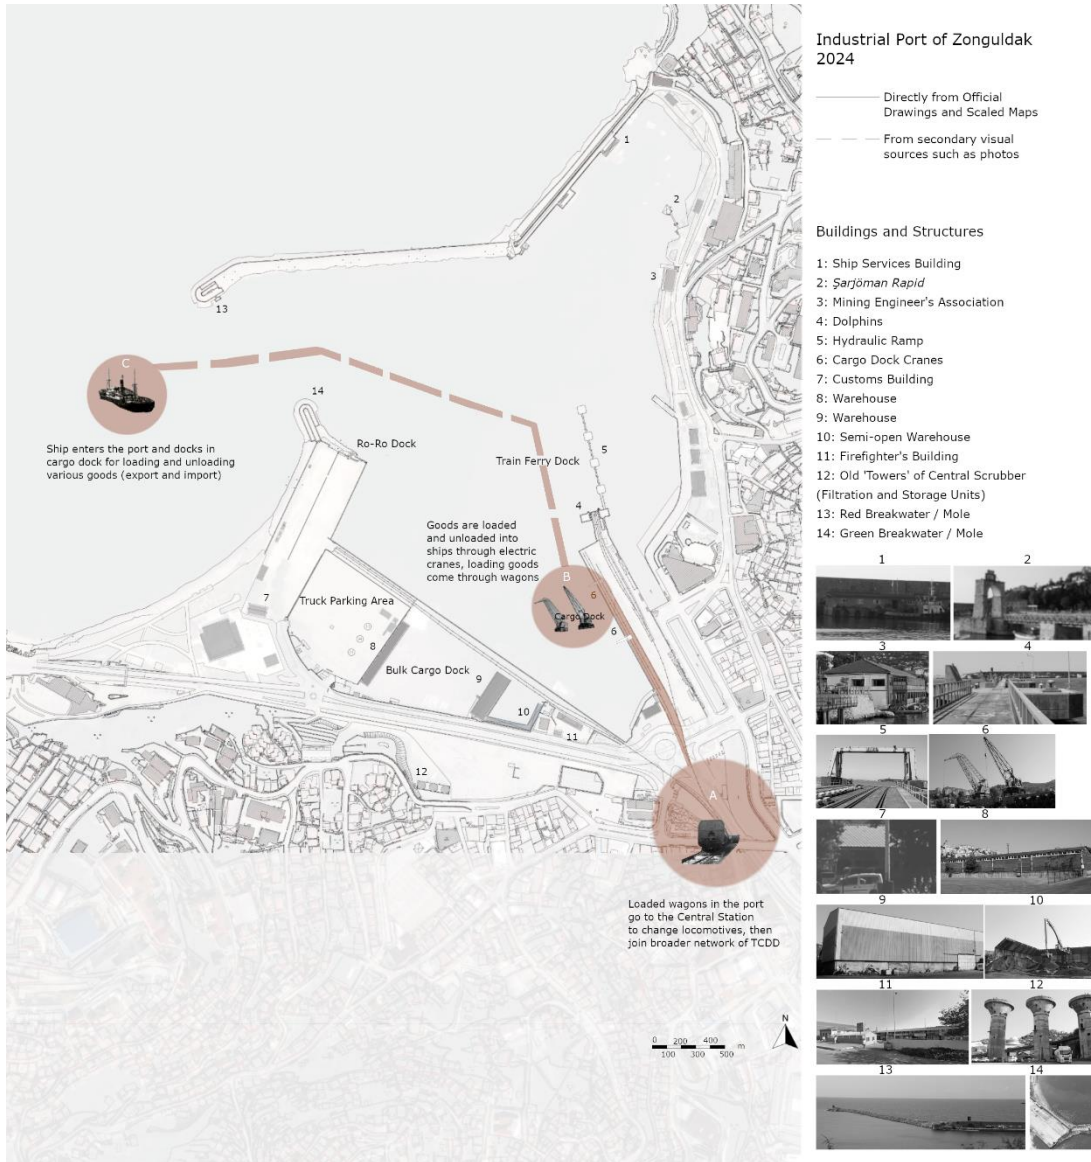 Industrial Port of Zonguldak
2024
Directly from Official
Drawings and Scaled Maps
From secondary visual
sources such as photos
Buildings and Structures
1: Ship Services Building
2: Şarjöman Rapid
3: Mining Engineer's Association
4: Dolphins
5: Hydraulic Ramp
6: Cargo Dock Cranes
7: Customs Building
8: Warehouse
9: Warehouse
10: Semi-open Warehouse
11: Firefighter's Building
12: Old 'Towers' of Central Scrubber
(Filtration and Storage Units)
13: Red Breakwater / Mole
14: Green Breakwater / Mole
1
2
3
13
C
14
Ship enters the port and docks in
cargo dock for loading and unloading
various goods (export and import)
Ro-Ro Dock
Train Ferry Dock
5
4
Goods are loaded
and unloaded into
ships through electric
cranes, loading goods
come through wagons
B
6
Cargo Dock
6
7
Truck Parking Area
8
Bulk Cargo Dock
9
10
11
12
A
Loaded wagons in the port
go to the Central Station
to change locomotives, then
join broader network of TCDD
N
0 200 400 m
100 300 500
1 2
3 4
5 6
7 8
9 10
11 12
13 14